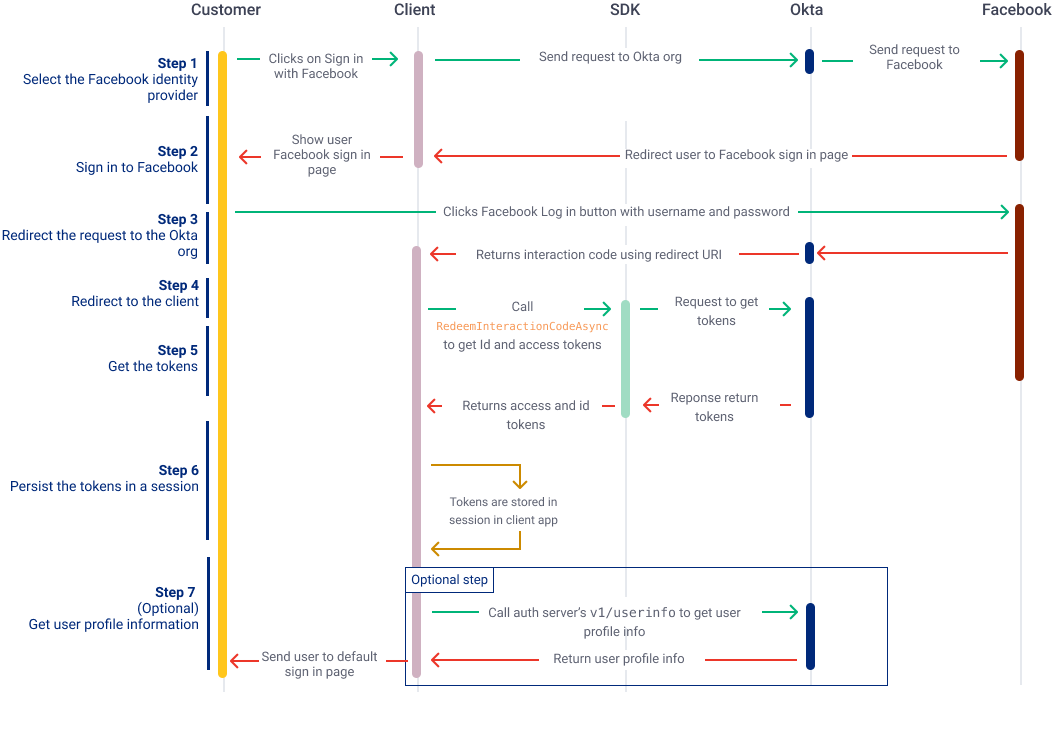 Customer
Client
SDK
Okta
Facebook
Step 1
Select the Facebook identity
provider
Clicks on Sign in
with Facebook
Send request to Okta org
Send request to
Facebook
Step 2
Sign in to Facebook
Show user
Facebook sign in
page
Redirect user to Facebook sign in page
Step 3
Redirect the request to the Okta
org
Clicks Facebook Log in button with username and password
Returns interaction code using redirect URI
Step 4
Redirect to the client
Call
RedeemInteractionCodeAsync
to get Id and access tokens
Request to get
tokens
Step 5
Get the tokens
Returns access and id
tokens
Reponse return
tokens
Step 6
Persist the tokens in a session
Tokens are stored in
session in client app
Step 7
(Optional)
Get user profile information
Optional step
Call auth server's v1/userinfo to get user
profile info
Return user profile info
Send user to default
sign in page